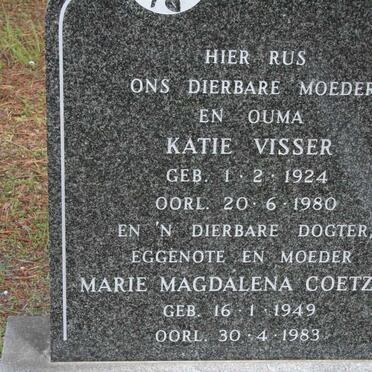 HIER RUS
ONS DIERBARE MOEDER
EN OUMA
KATIE VISSER
GEB. 1·2·1924
OORL. 20·6·1980
EN 'N DIERBARE DOGTER,
EGGENOTE EN MOEDER
MARIE MAGDALENA
GEB. 16·1·1949
OORL. 30·4·1983